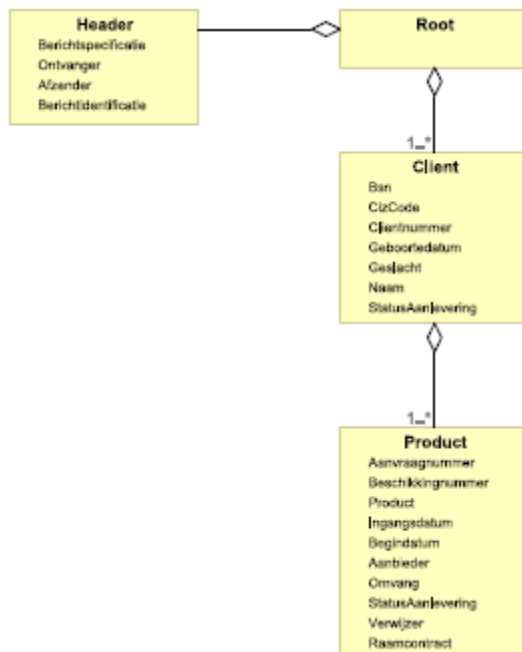 Header
Berichtspecificatie
Ontvanger
Afzender
Berichtidentificatie
Root
1..*
Client
Bsn
CizCode
Clientnummer
Geboortedatum
Geslacht
Naam
StatusAanlevering
1..*
Product
Aanvraagnummer
Beschikkingnummer
Product
Ingangsdatum
Begindatum
Aanbieder
Omvang
StatusAanlevering
Verwijzer
Raamcontract